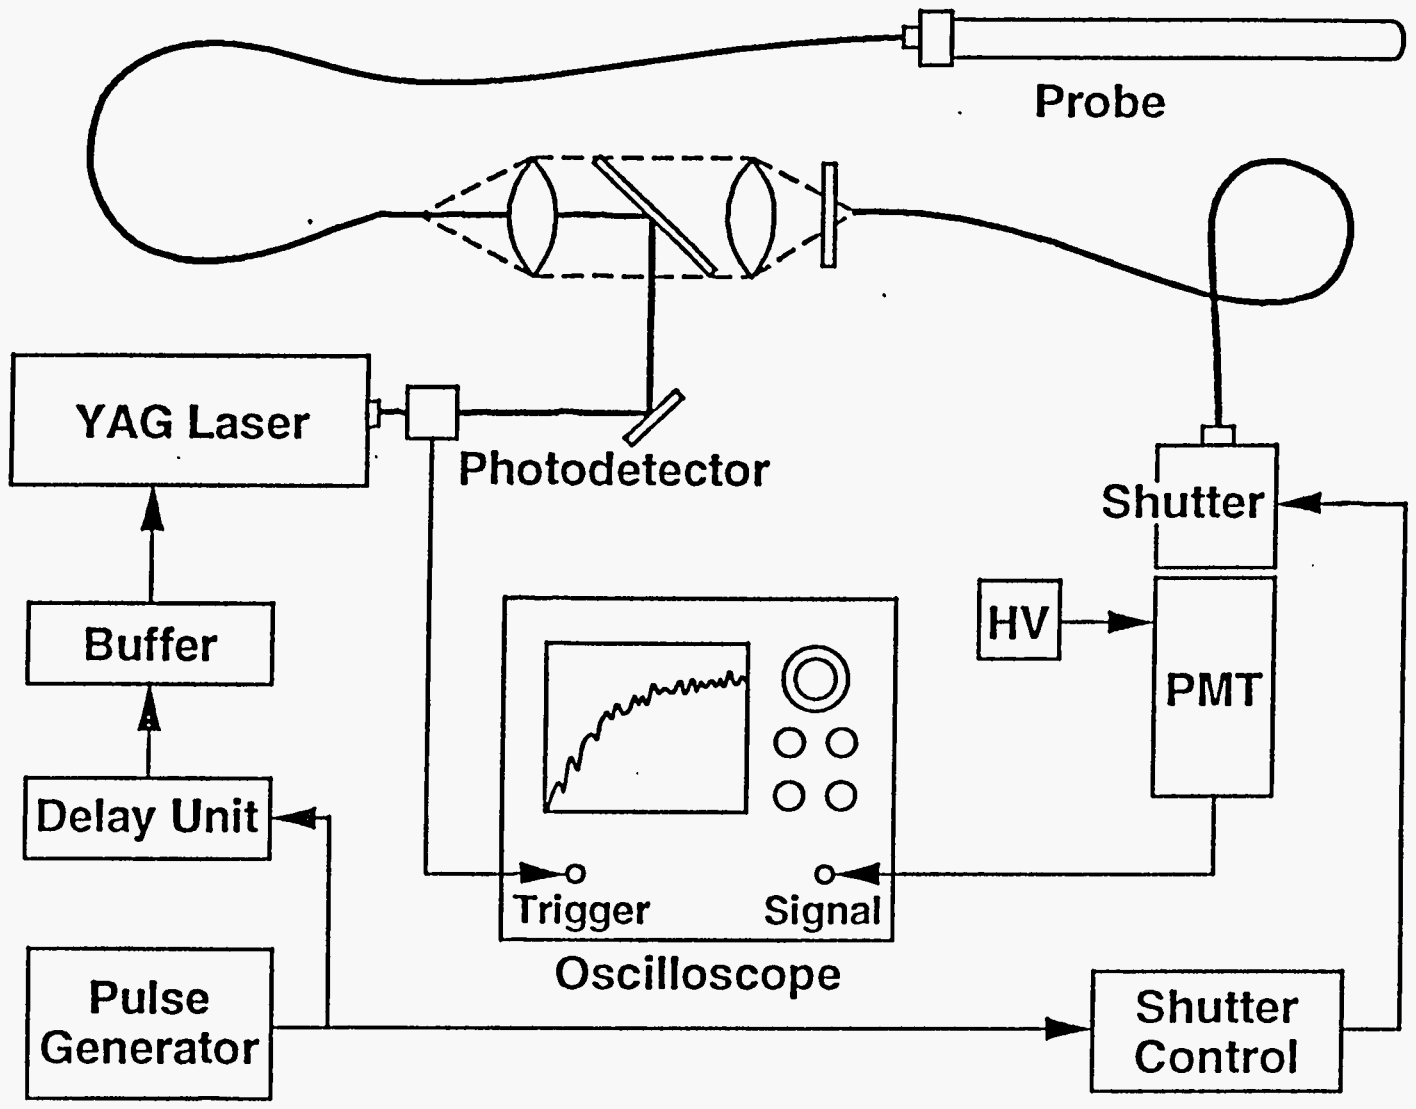 Probe
YAG Laser
Photodetector
Shutter
Buffer
HV
PMT
Delay Unit
Trigger
Signal
Oscilloscope
Pulse
Generator
Shutter
Control